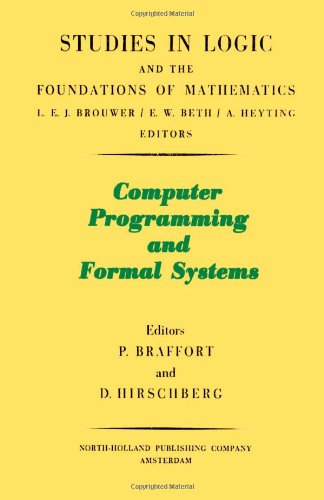 STUDIES IN LOGIC
AND THE
FOUNDATIONS OF MATHEMATICS
L. E. J. BROUWER / E. W. BETH / A. HEYTING
EDITORS
Computer
Programming
and
Formal Systems
Editors
P. BRAFFORT
and
D. HIRSCHBERG
NORTH-HOLLAND PUBLISHING COMPANY
AMSTERDAM